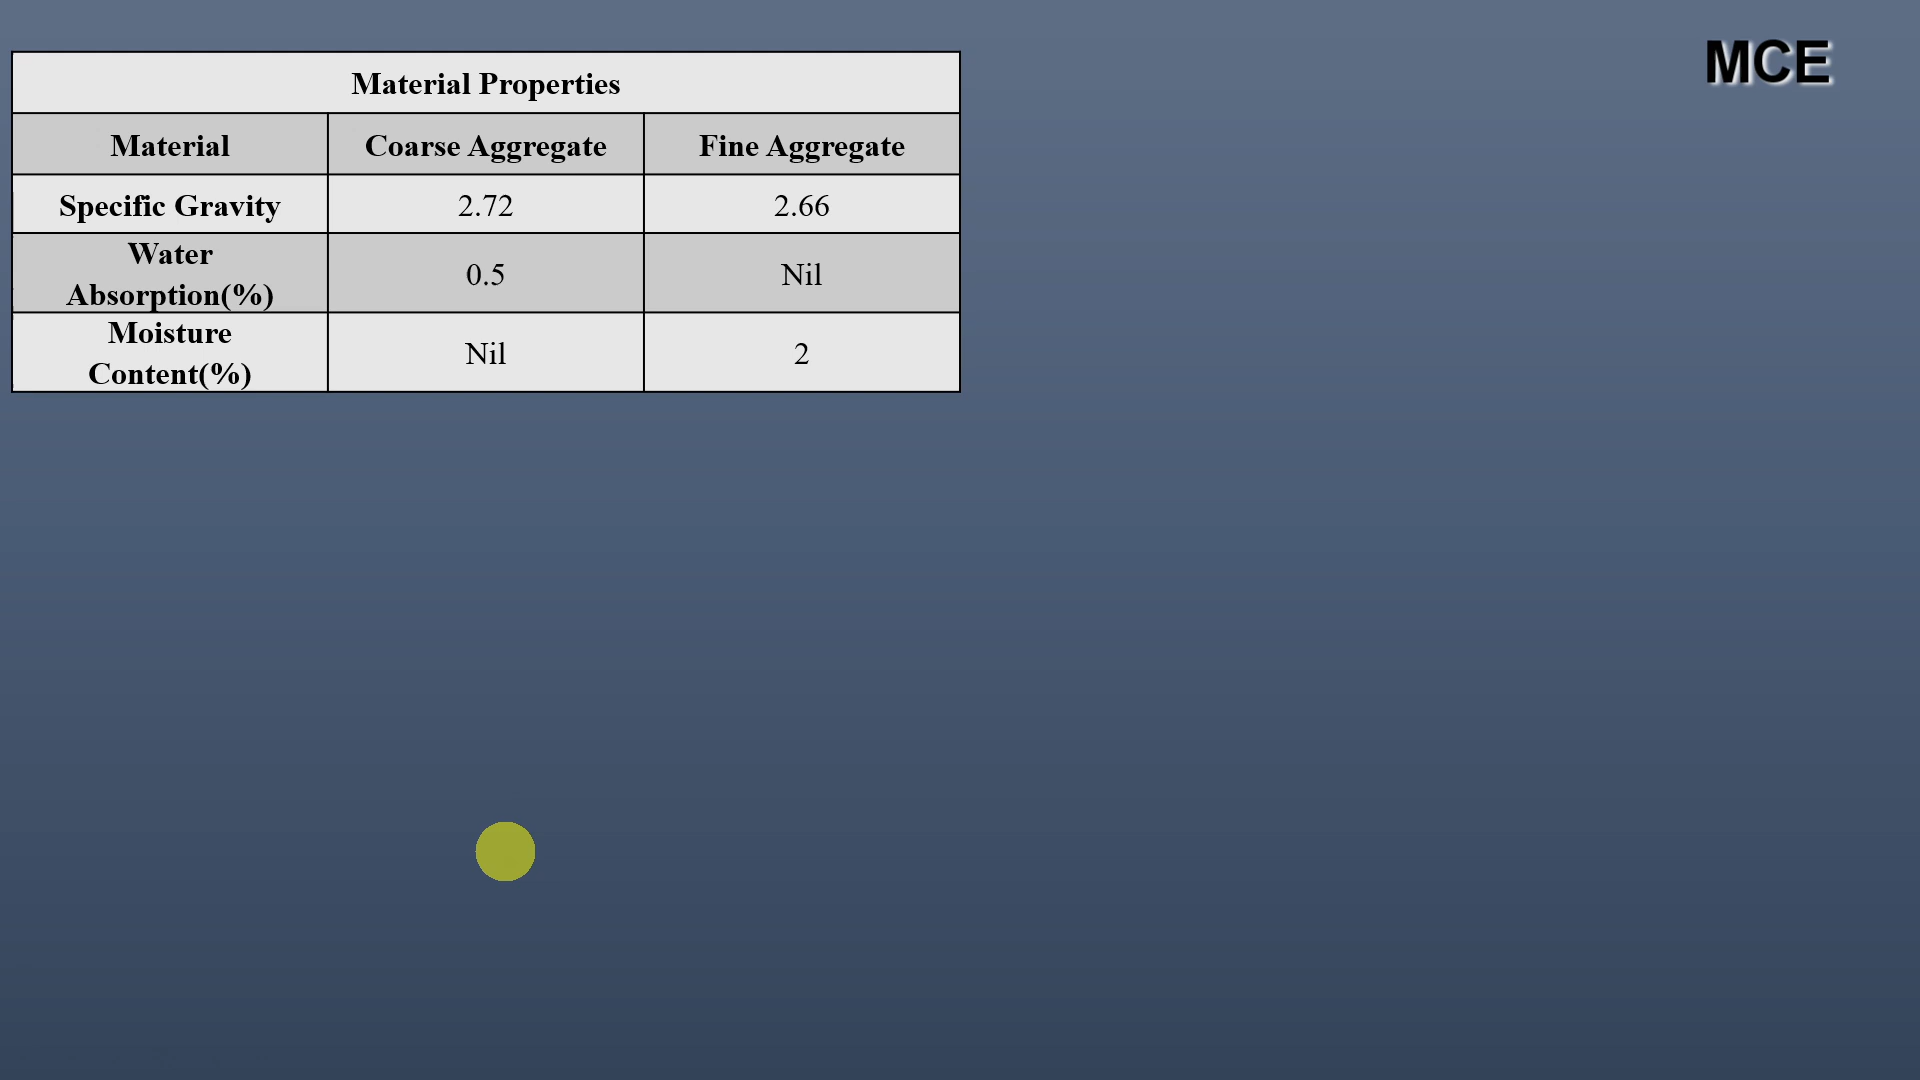 MCE
Material Properties
Material Coarse Aggregate Fine Aggregate
Specific Gravity 2.72 2.66
Water
Absorption(%) 0.5 Nil
Moisture
Content(%) Nil 2